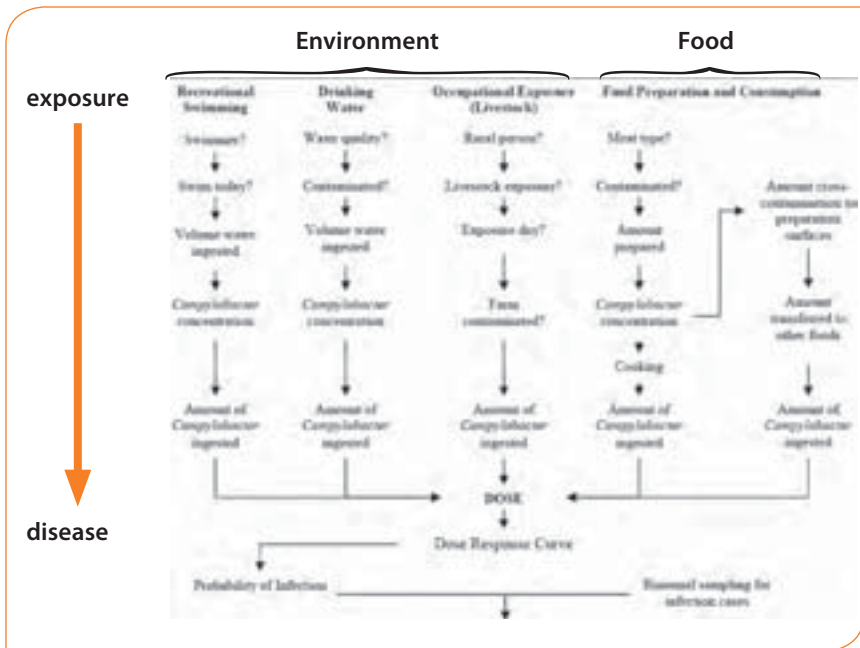 Environment
Food
exposure
Recreational
Swimming
Drinking
Water
Occupational Exposure
(Livestock)
Food Preparation and Consumption
Swimmer?
Water quality?
Rural person?
Meat type?
Swim today?
Contaminated?
Livestock exposure?
Contaminated?
Amount cross-
contamination to
preparation
surfaces
Volume water
ingested
Volume water
ingested
Exposure day?
Amount
prepared
Campylobacter
concentration
Campylobacter
concentration
Farm
contaminated?
Campylobacter
concentration
Amount
transferred to
other foods
Cooking
Amount of
Campylobacter
ingested
Amount of
Campylobacter
ingested
Amount of
Campylobacter
ingested
Amount of
Campylobacter
ingested
Amount of
Campylobacter
ingested
DOSE
disease
Dose Response Curve
Probability of Infection
Binomial sampling for
infection cases